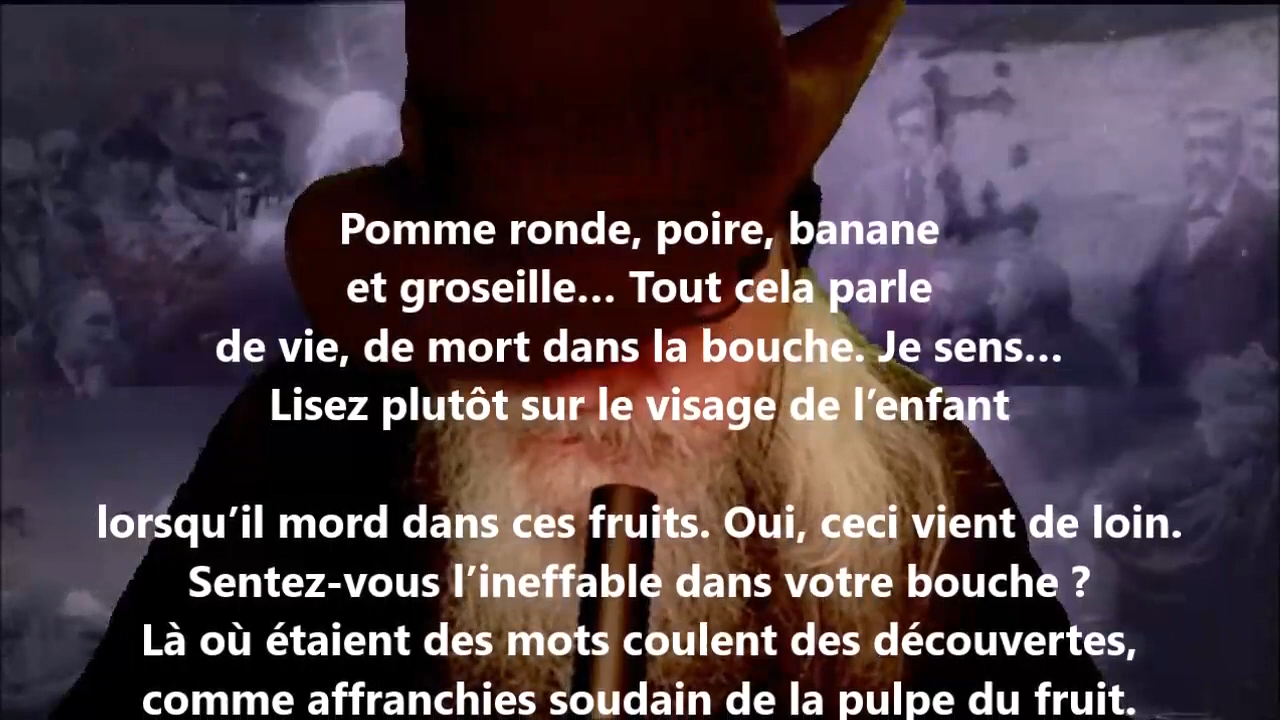 Pomme ronde, poire, banane
et groseille... Tout cela parle
de vie, de mort dans la bouche. Je sens...
Lisez plutôt sur le visage de l’enfant
lorsqu’il mord dans ces fruits. Oui, ceci vient de loin.
Sentez-vous l’ineffable dans votre bouche ?
Là où étaient des mots coulent des découvertes,
comme affranchies soudain de la pulpe du fruit.